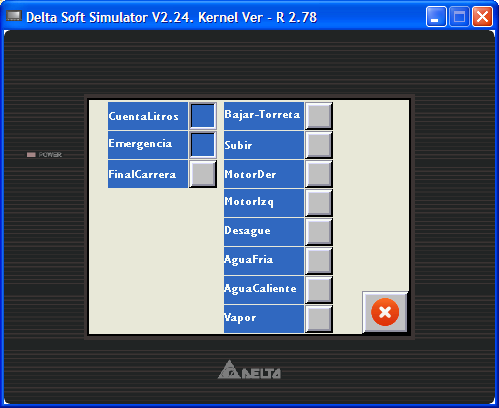 Delta Soft Simulator V2.24. Kernel Ver - R 2.78
CuentaLitros
Emergencia
FinalCarrera
Bajar-Torreta
Subir
MotorDer
MotorIzq
Desague
AguaFria
AguaCaliente
Vapor
POWER
DELTA